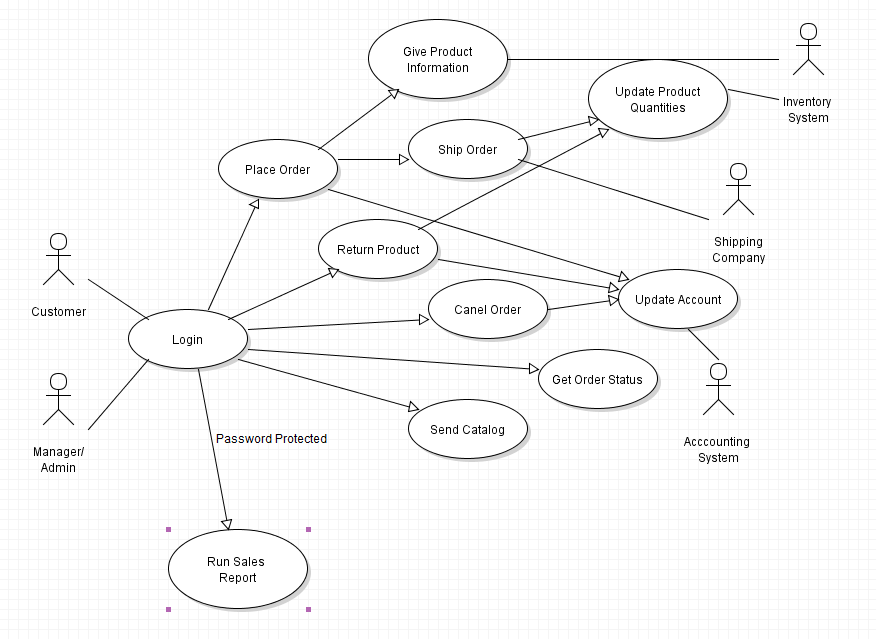 Give Product
Information
Update Product
Quantities
Inventory
System
Ship Order
Place Order
Shipping
Company
Return Product
Customer
Canel Order
Update Account
Login
Get Order Status
Send Catalog
Password Protected
Acccounting
System
Manager/
Admin
Run Sales
Report